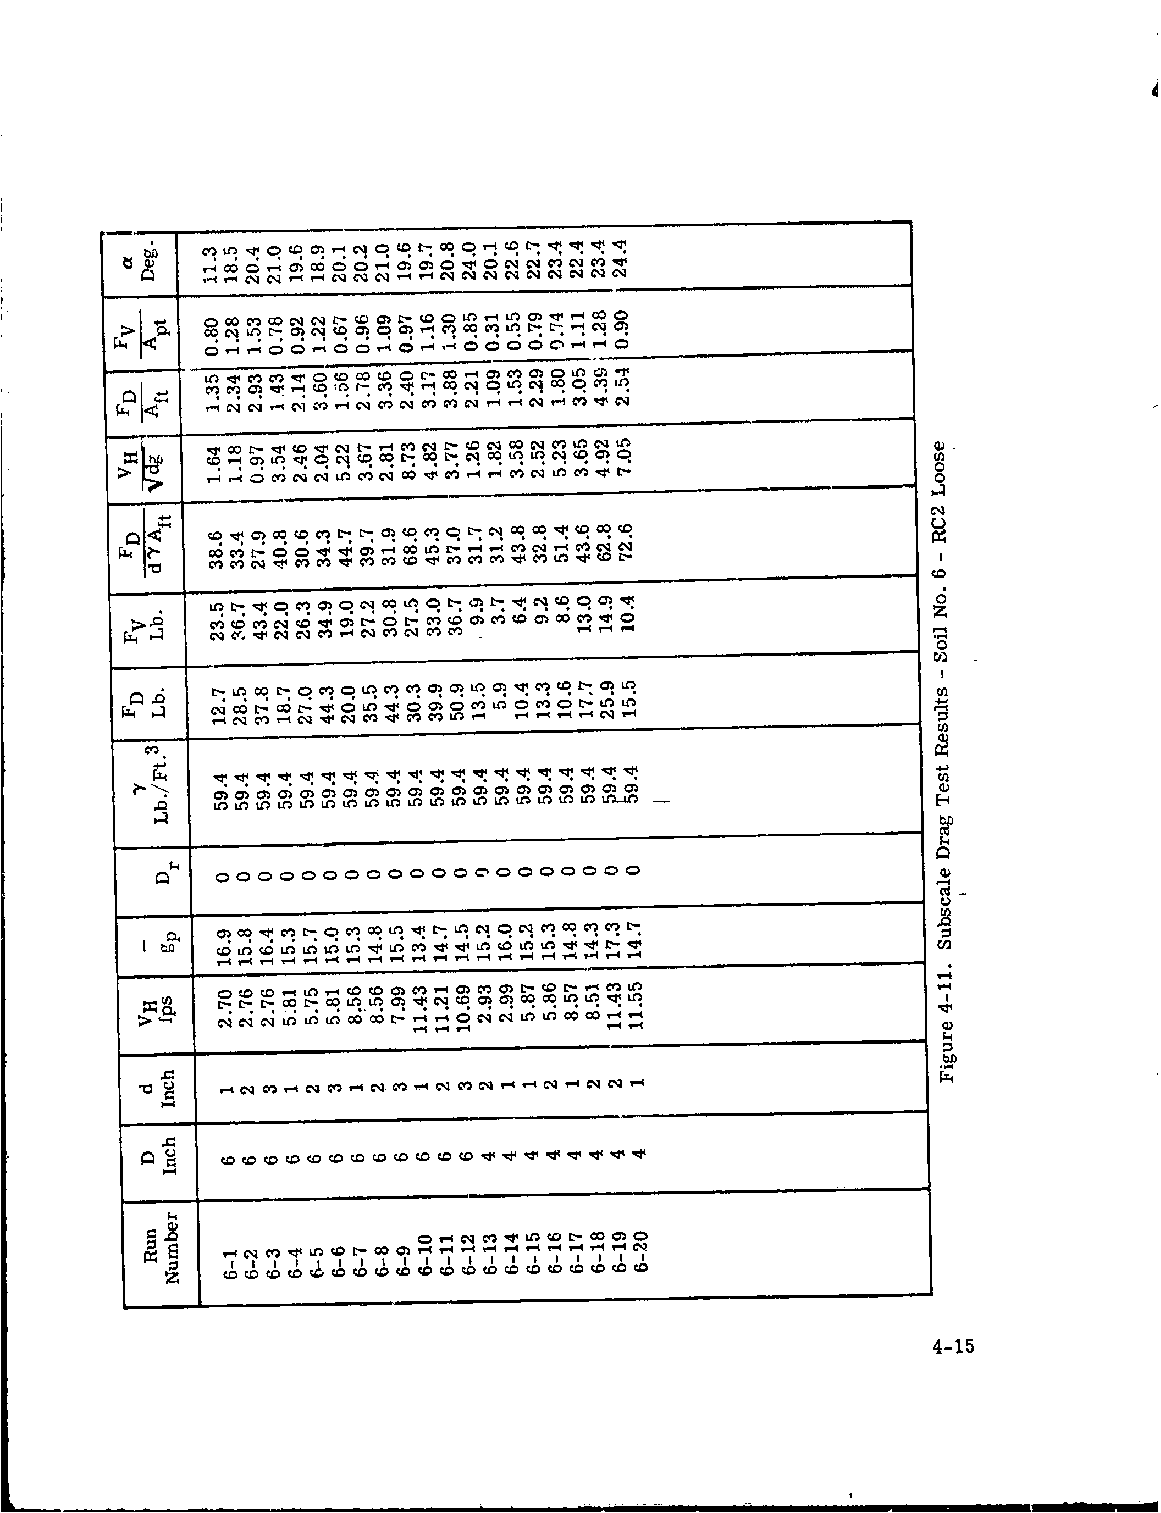 Run Number D Inch d Inch VH fps ḡp Dr γ Lb./Ft.3 FD Lb. FV Lb. FD/dγAft VH/√dg FD/Aft FV/Apt α Deg.
6-1 6 1 2.70 16.9 0 59.4 12.7 23.5 38.6 1.64 1.35 0.80 11.3
6-2 6 2 2.76 15.8 0 59.4 28.5 36.7 33.4 1.18 2.34 1.28 18.5
6-3 6 3 2.76 16.4 0 59.4 37.8 43.4 27.9 0.97 2.93 1.53 20.4
6-4 6 1 5.81 15.3 0 59.4 18.7 22.0 40.8 3.54 1.43 0.78 21.0
6-5 6 2 5.75 15.7 0 59.4 27.0 26.3 30.6 2.46 2.14 0.92 19.6
6-6 6 3 5.81 15.0 0 59.4 44.3 34.9 34.3 2.04 3.60 1.22 18.9
6-7 6 1 8.56 15.3 0 59.4 20.0 19.0 44.7 5.22 1.56 0.67 20.1
6-8 6 2 8.56 14.8 0 59.4 35.5 27.2 39.7 3.67 2.78 0.96 20.2
6-9 6 3 7.99 15.5 0 59.4 44.3 30.8 31.9 2.81 3.36 1.09 21.0
6-10 6 1 11.43 13.4 0 59.4 30.3 27.5 68.6 8.73 2.40 0.97 19.6
6-11 6 2 11.21 14.7 0 59.4 39.9 33.0 45.3 4.82 3.17 1.16 19.7
6-12 6 3 10.69 14.5 0 59.4 50.9 36.7 37.0 3.77 3.88 1.30 20.8
6-13 4 2 2.93 15.2 0 59.4 13.5 9.9 31.7 1.26 2.21 0.85 24.0
6-14 4 1 2.99 16.0 0 59.4 5.9 3.7 31.2 1.82 1.09 0.31 20.1
6-15 4 1 5.87 15.2 0 59.4 10.4 6.4 43.8 3.58 1.53 0.55 22.6
6-16 4 2 5.86 15.3 0 59.4 13.3 9.2 32.8 2.52 2.29 0.79 22.7
6-17 4 1 8.57 14.8 0 59.4 10.6 8.6 51.4 5.23 1.80 0.74 23.4
6-18 4 2 8.51 14.3 0 59.4 17.7 13.0 43.6 3.65 3.05 1.11 22.4
6-19 4 2 11.43 17.3 0 59.4 25.9 14.9 62.8 4.92 4.39 1.28 23.4
6-20 4 1 11.55 14.7 0 59.4 15.5 10.4 72.6 7.05 2.54 0.90 24.4
Figure 4-11. Subscale Drag Test Results - Soil No. 6 - RC2 Loose
4-15